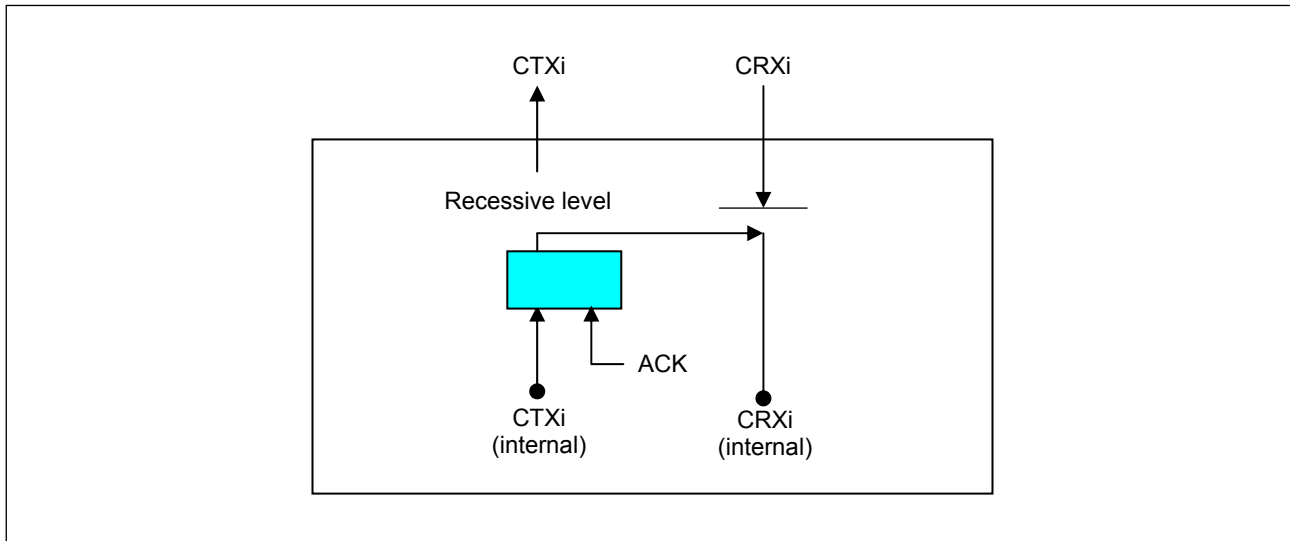 CTXi
CRXi
Recessive level
ACK
CTXi
(internal)
CRXi
(internal)